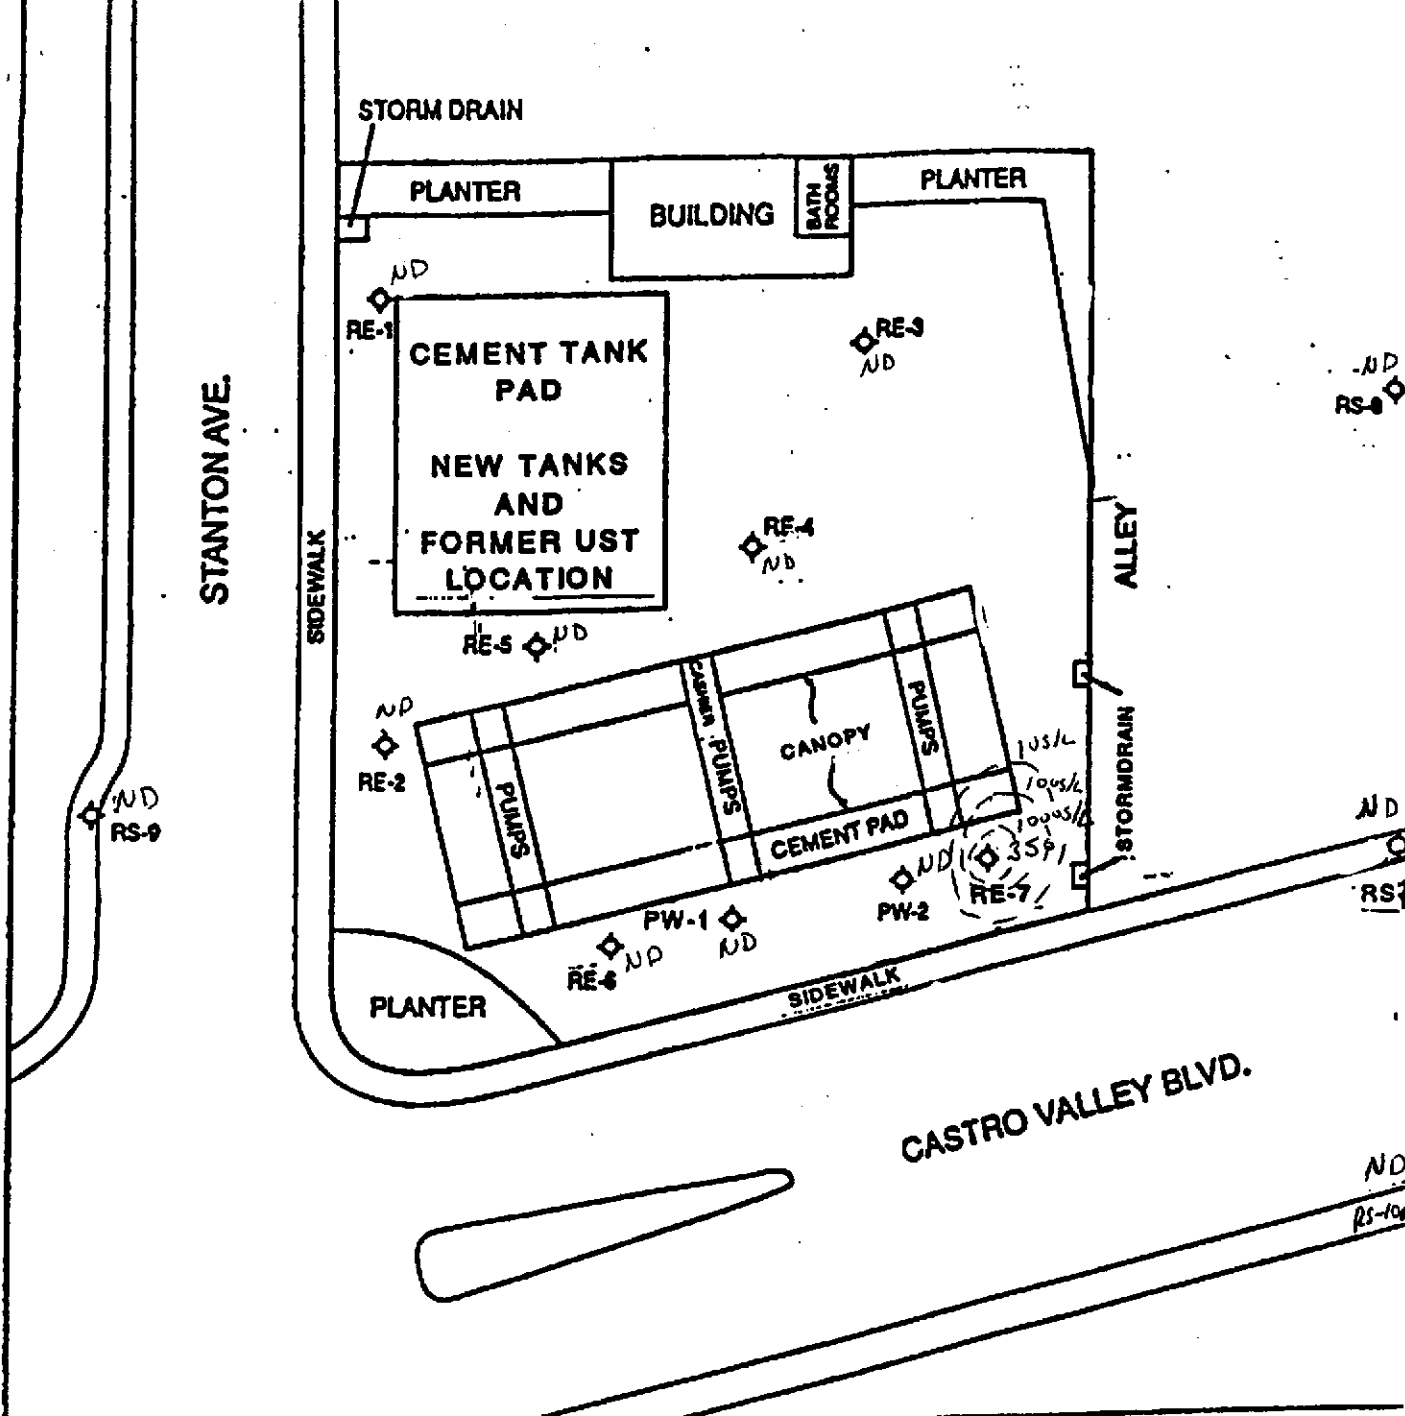 STORM DRAIN
PLANTER
BUILDING
BATH
ROOMS
PLANTER
ND
RE-1
CEMENT TANK
PAD
NEW TANKS
AND
FORMER UST
LOCATION
RE-3
ND
ND
RS-8
STANTON AVE.
SIDEWALK
RE-4
ND
ALLEY
RE-5
ND
ND
RE-2
CASHIER
PUMPS
PUMPS
PUMPS
CANOPY
CEMENT PAD
STORMDRAIN
ND
RS-9
ND
ND
PW-2
3591
RE-7
RE-6
ND
PW-1
ND
PLANTER
SIDEWALK
CASTRO VALLEY BLVD.
ND